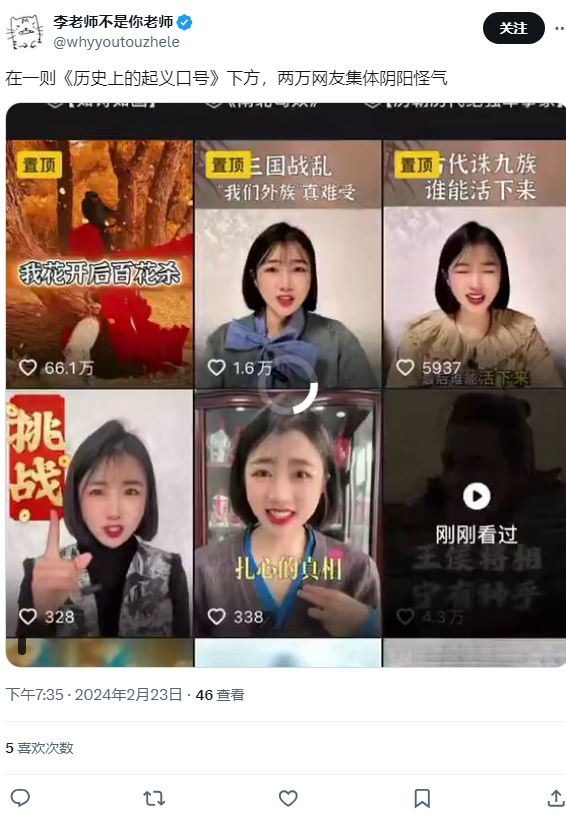 李老师不是你老师
@whyyoutouzhele
关注
在一则《历史上的起义口号》下方，两万网友集体阴阳怪气
置顶
我花开后百花杀
66.1万
置顶 三国战乱
“我们外族”真难受
1.6万
置顶 古代诛九族
谁能活下来
5937
最后谁能活下来
挑战
328
扎心的真相
338
刚刚看过
王侯将相
宁有种乎
4.3万
下午7:35 · 2024年2月23日 · 46 查看
5 喜欢次数